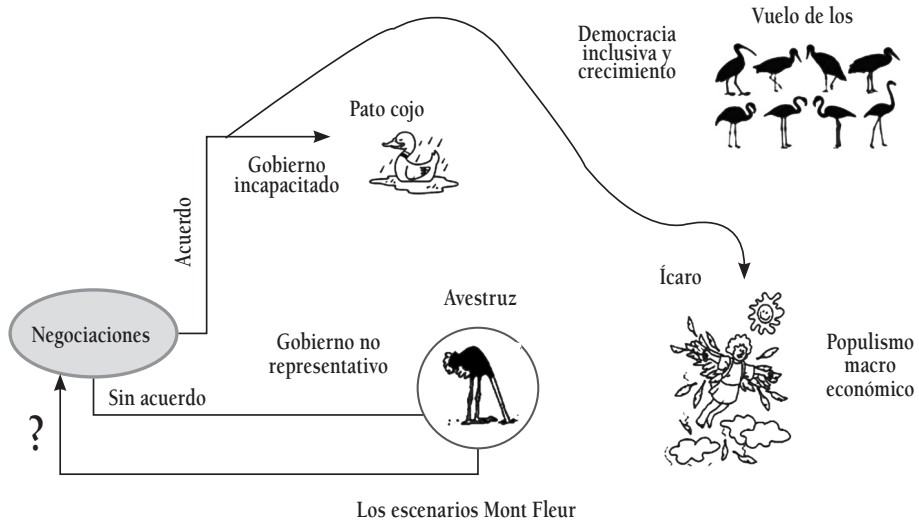 Vuelo de los
Democracia
inclusiva y
crecimiento
Pato cojo
Gobierno
incapacitado
Acuerdo
Ícaro
Avestruz
Negociaciones
Gobierno no
representativo
Populismo
macro
económico
Sin acuerdo
?
Los escenarios Mont Fleur